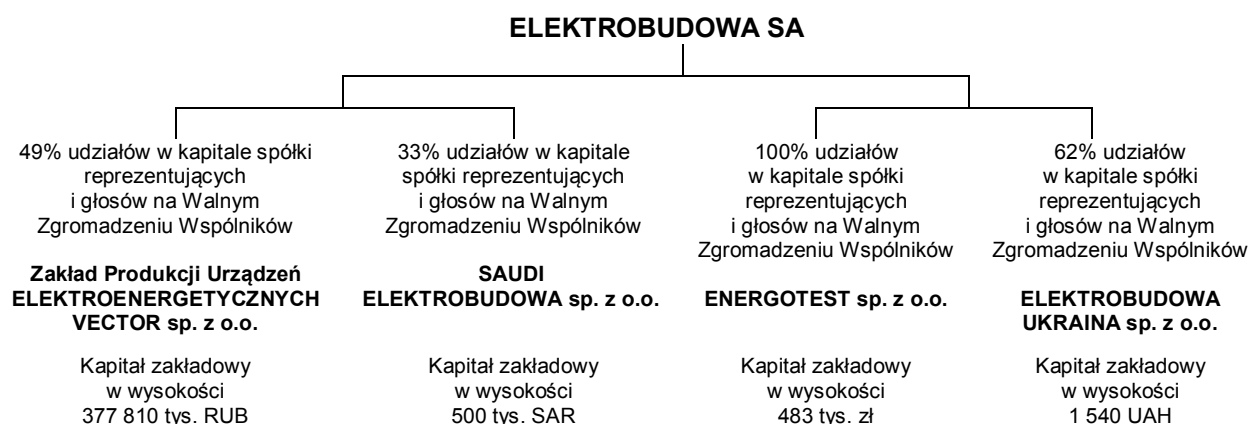 ELEKTROBUDOWA SA
49% udziałów w kapitale spółki
reprezentujących
i głosów na Walnym
Zgromadzeniu Wspólników
Zakład Produkcji Urządzeń
ELEKTROENERGETYCZNYCH
VECTOR sp. z o.o.
Kapitał zakładowy
w wysokości
377 810 tys. RUB
33% udziałów w kapitale
spółki reprezentujących
i głosów na Walnym
Zgromadzeniu Wspólników
SAUDI
ELEKTROBUDOWA sp. z o.o.
Kapitał zakładowy
w wysokości
500 tys. SAR
100% udziałów
w kapitale spółki
reprezentujących
i głosów na Walnym
Zgromadzeniu Wspólników
ENERGOTEST sp. z o.o.
Kapitał zakładowy
w wysokości
483 tys. zł
62% udziałów
w kapitale spółki
reprezentujących
i głosów na Walnym
Zgromadzeniu Wspólników
ELEKTROBUDOWA
UKRAINA sp. z o.o.
Kapitał zakładowy
w wysokości
1 540 UAH